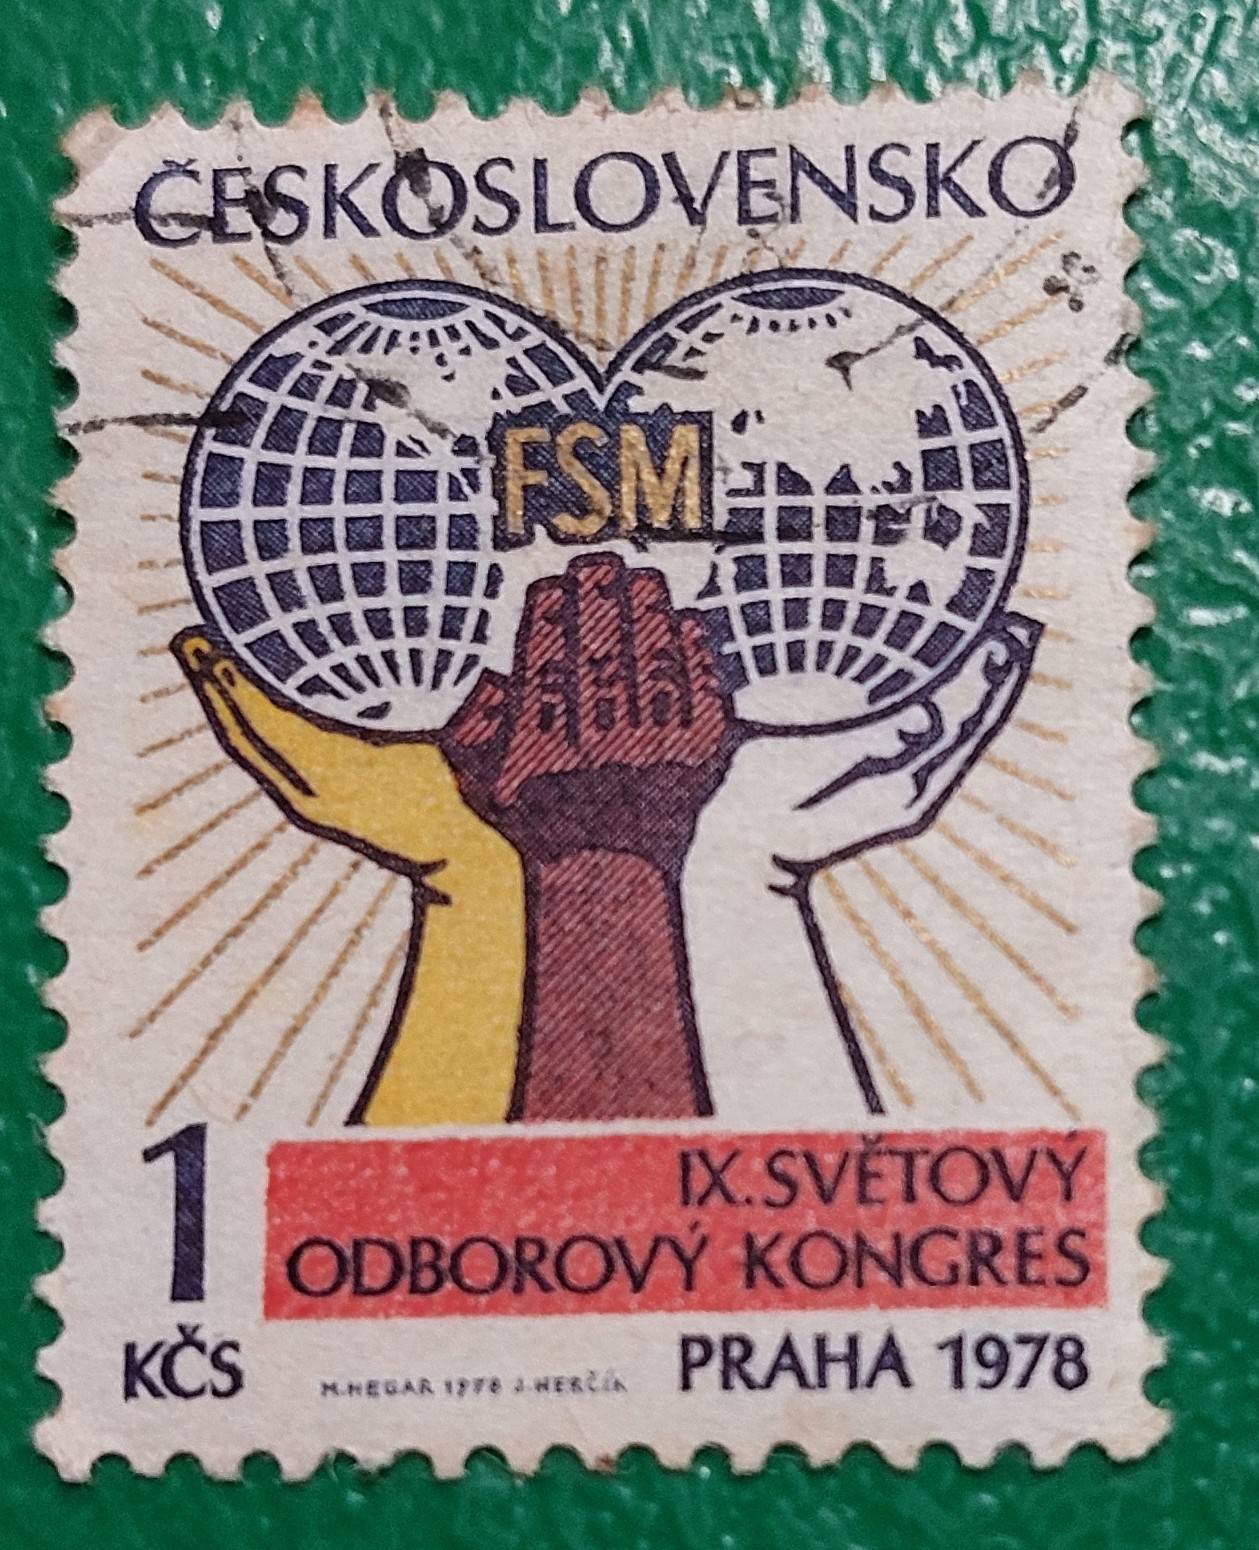 ČESKOSLOVENSKO
FSM
1
IX. SVĚTOVÝ
ODBOROVÝ KONGRES
KČS
M. HEGAR 1978 J. HERČÍK
PRAHA 1978